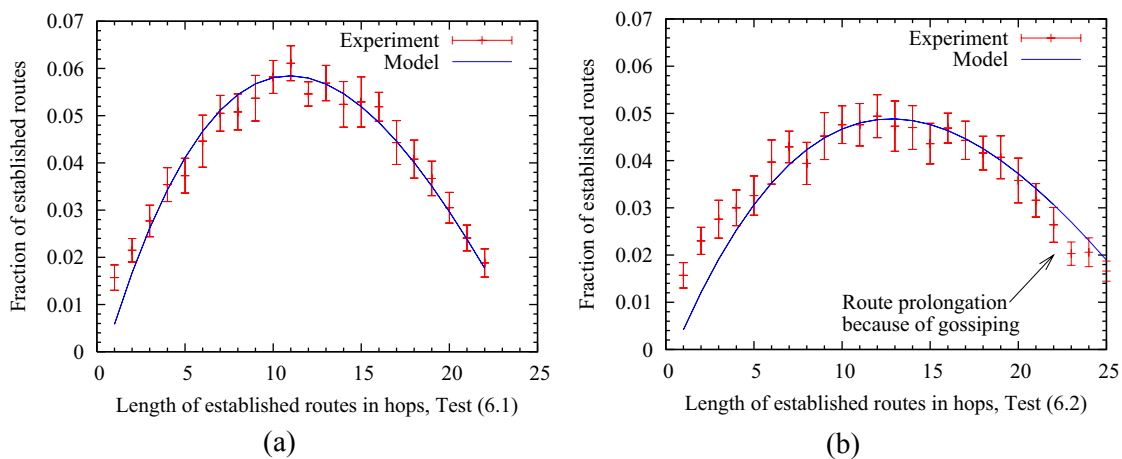 0.07
0.06
0.05
0.04
0.03
0.02
0.01
0
Fraction of established routes
Experiment
Model
0 5 10 15 20 25
Length of established routes in hops, Test (6.1)
(a)
0.07
0.06
0.05
0.04
0.03
0.02
0.01
0
Fraction of established routes
Experiment
Model
Route prolongation
because of gossiping
0 5 10 15 20 25
Length of established routes in hops, Test (6.2)
(b)